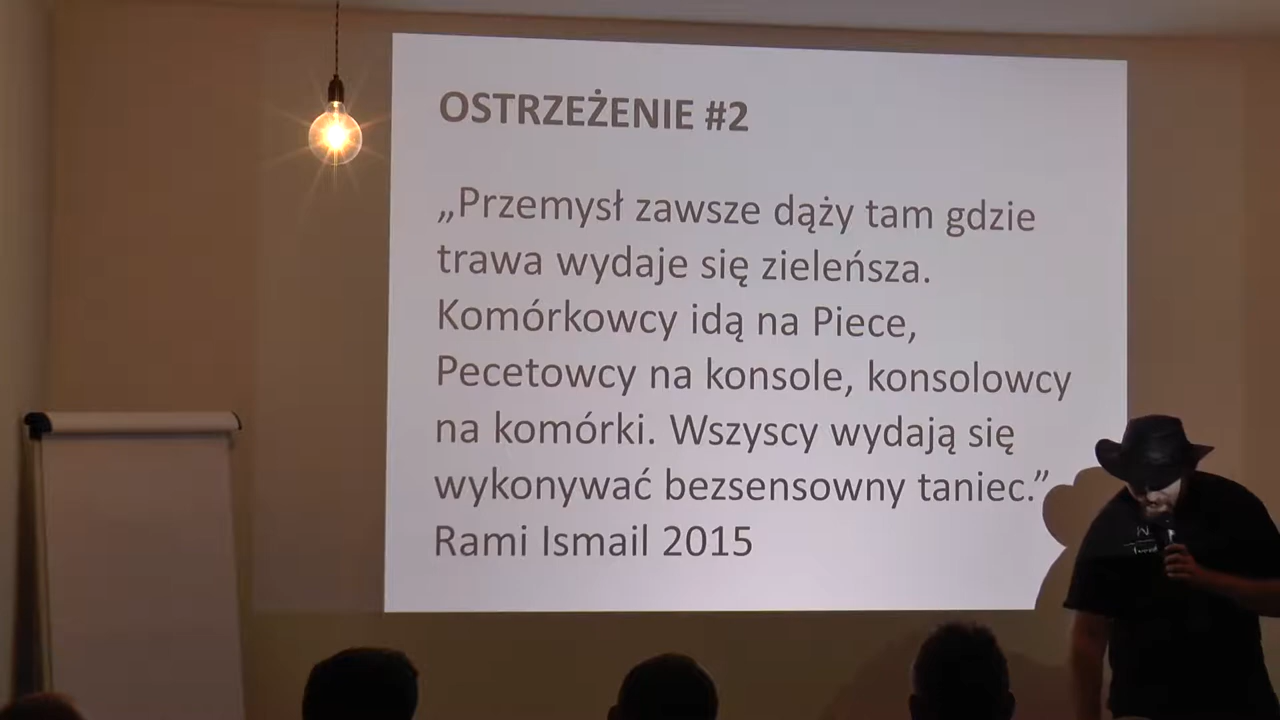 OSTRZEŻENIE #2
„Przemysł zawsze dąży tam gdzie
trawa wydaje się zieleńsza.
Komórkowcy idą na Piece,
Pecetowcy na konsole, konsolowcy
na komórki. Wszyscy wydają się
wykonywać bezsensowny taniec.”
Rami Ismail 2015